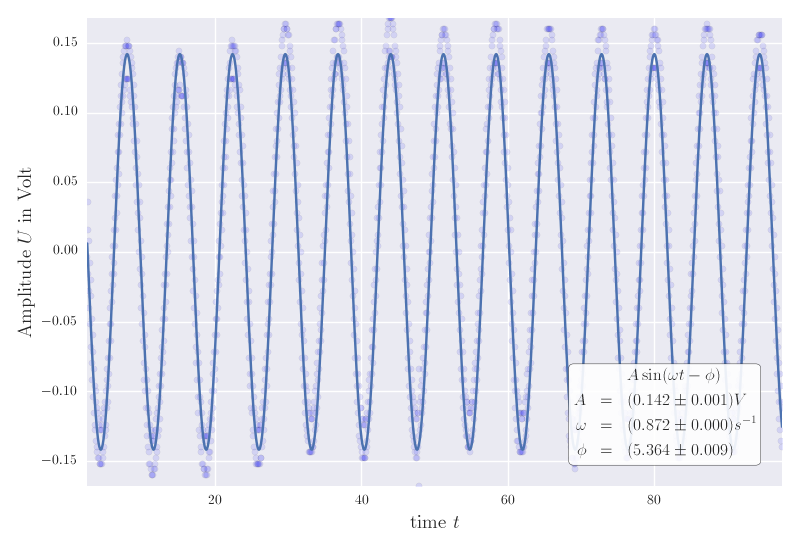 0.15
0.10
0.05
0.00
−0.05
−0.10
−0.15
Amplitude U in Volt
20 40 60 80
time t
A sin(ωt − ϕ)
A = (0.142 ± 0.001)V
ω = (0.872 ± 0.000)s⁻¹
ϕ = (5.364 ± 0.009)